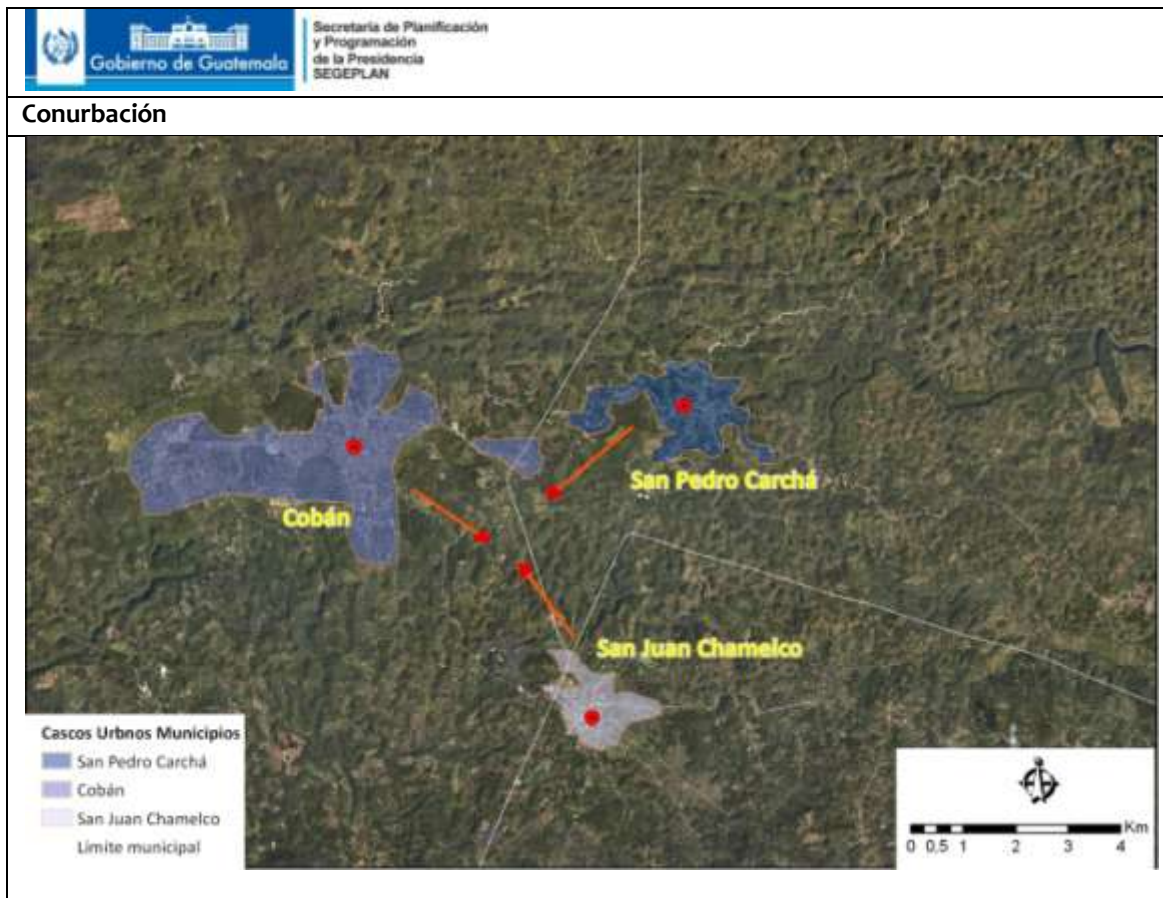 Gobierno de Guatemala
Secretaría de Planificación
y Programación
de la Presidencia
SEGEPLAN
Conurbación
San Pedro Carchá
Cobán
San Juan Chamelco
Cascos Urbnos Municipios
San Pedro Carchá
Cobán
San Juan Chamelco
Limite municipal
Km
0 0,5 1 2 3 4